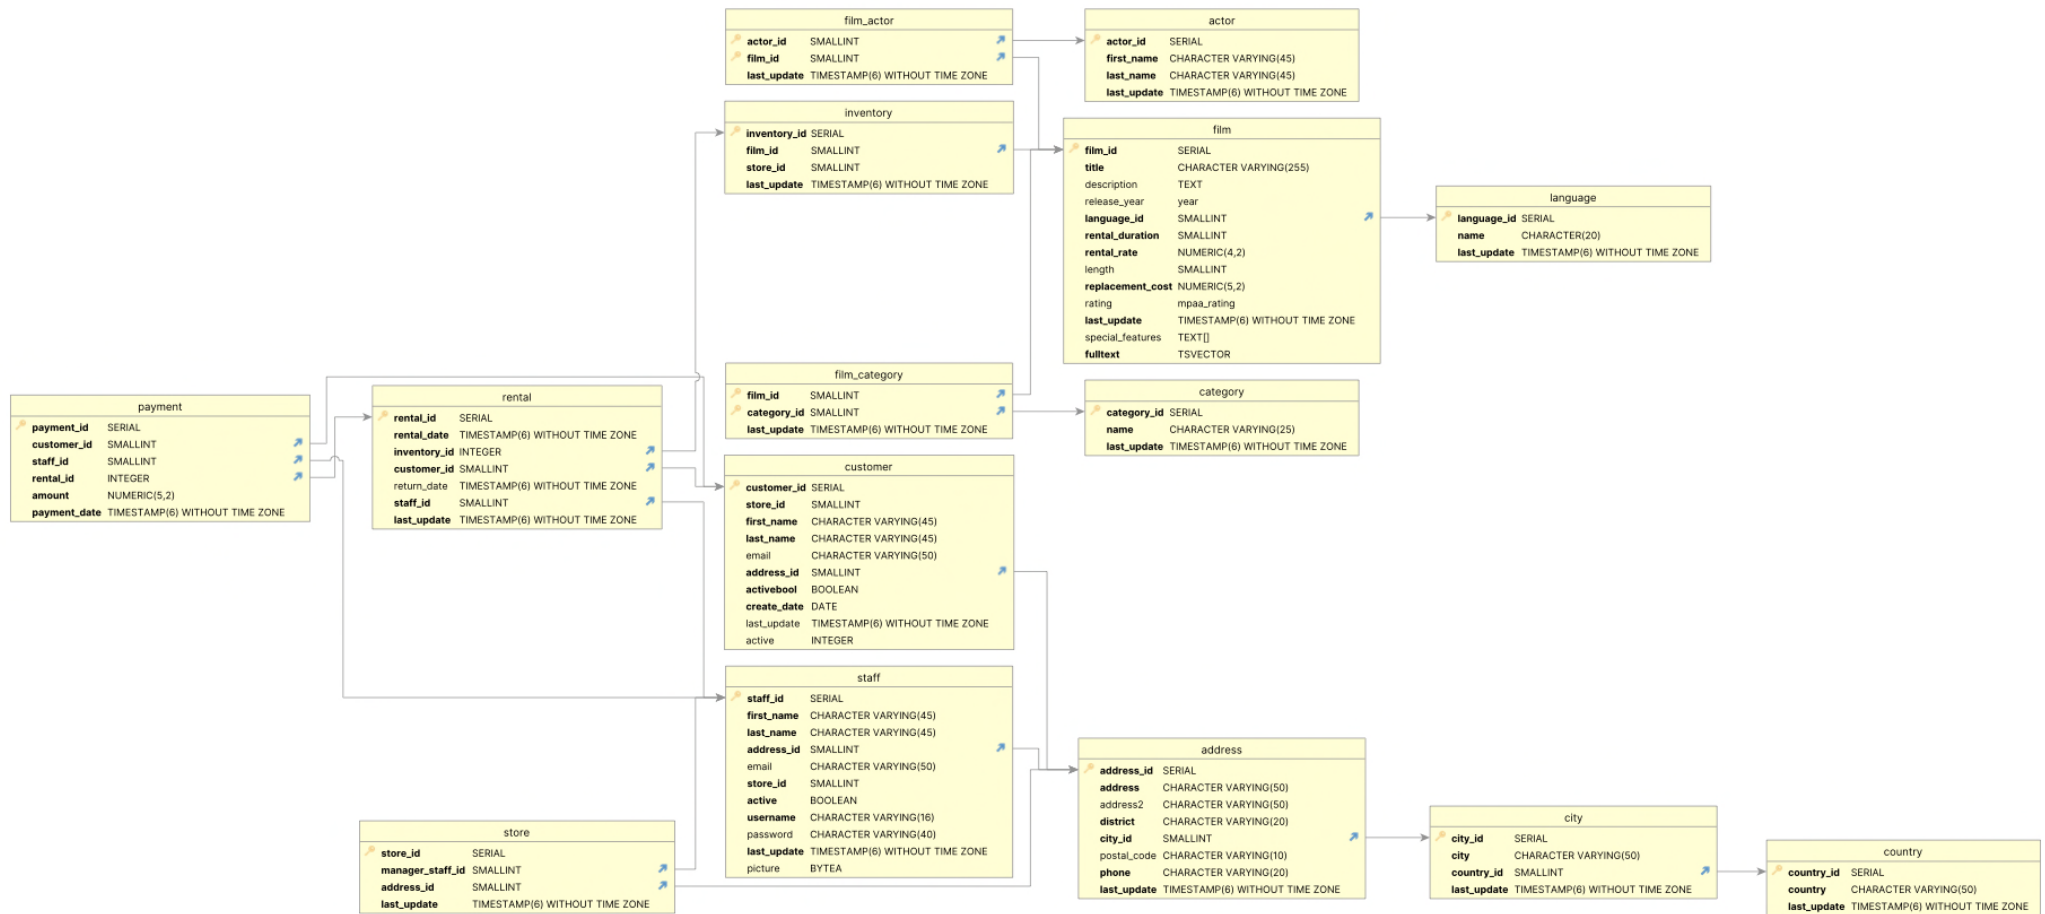 film_actor
actor_id SMALLINT
film_id SMALLINT
last_update TIMESTAMP(6) WITHOUT TIME ZONE
actor
actor_id SERIAL
first_name CHARACTER VARYING(45)
last_name CHARACTER VARYING(45)
last_update TIMESTAMP(6) WITHOUT TIME ZONE
inventory
inventory_id SERIAL
film_id SMALLINT
store_id SMALLINT
last_update TIMESTAMP(6) WITHOUT TIME ZONE
film
film_id SERIAL
title CHARACTER VARYING(255)
description TEXT
release_year year
language_id SMALLINT
rental_duration SMALLINT
rental_rate NUMERIC(4,2)
length SMALLINT
replacement_cost NUMERIC(5,2)
rating mpaa_rating
last_update TIMESTAMP(6) WITHOUT TIME ZONE
special_features TEXT[]
fulltext TSVECTOR
language
language_id SERIAL
name CHARACTER(20)
last_update TIMESTAMP(6) WITHOUT TIME ZONE
payment
payment_id SERIAL
customer_id SMALLINT
staff_id SMALLINT
rental_id INTEGER
amount NUMERIC(5,2)
payment_date TIMESTAMP(6) WITHOUT TIME ZONE
rental
rental_id SERIAL
rental_date TIMESTAMP(6) WITHOUT TIME ZONE
inventory_id INTEGER
customer_id SMALLINT
return_date TIMESTAMP(6) WITHOUT TIME ZONE
staff_id SMALLINT
last_update TIMESTAMP(6) WITHOUT TIME ZONE
film_category
film_id SMALLINT
category_id SMALLINT
last_update TIMESTAMP(6) WITHOUT TIME ZONE
category
category_id SERIAL
name CHARACTER VARYING(25)
last_update TIMESTAMP(6) WITHOUT TIME ZONE
customer
customer_id SERIAL
store_id SMALLINT
first_name CHARACTER VARYING(45)
last_name CHARACTER VARYING(45)
email CHARACTER VARYING(50)
address_id SMALLINT
activebool BOOLEAN
create_date DATE
last_update TIMESTAMP(6) WITHOUT TIME ZONE
active INTEGER
staff
staff_id SERIAL
first_name CHARACTER VARYING(45)
last_name CHARACTER VARYING(45)
address_id SMALLINT
email CHARACTER VARYING(50)
store_id SMALLINT
active BOOLEAN
username CHARACTER VARYING(16)
password CHARACTER VARYING(40)
last_update TIMESTAMP(6) WITHOUT TIME ZONE
picture BYTEA
store
store_id SERIAL
manager_staff_id SMALLINT
address_id SMALLINT
last_update TIMESTAMP(6) WITHOUT TIME ZONE
address
address_id SERIAL
address CHARACTER VARYING(50)
address2 CHARACTER VARYING(50)
district CHARACTER VARYING(20)
city_id SMALLINT
postal_code CHARACTER VARYING(10)
phone CHARACTER VARYING(20)
last_update TIMESTAMP(6) WITHOUT TIME ZONE
city
city_id SERIAL
city CHARACTER VARYING(50)
country_id SMALLINT
last_update TIMESTAMP(6) WITHOUT TIME ZONE
country
country_id SERIAL
country CHARACTER VARYING(50)
last_update TIMESTAMP(6) WITHOUT TIME ZONE